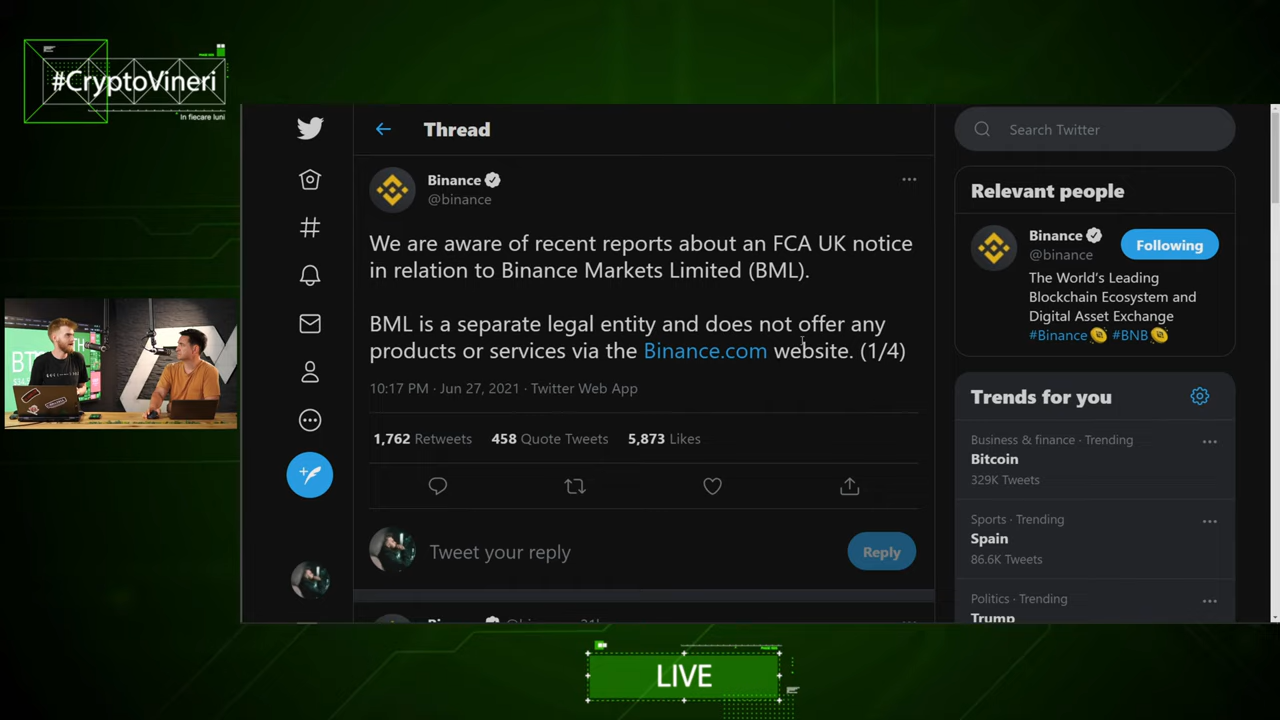 #CryptoVineri
în fiecare luni
Thread
Search Twitter
Binance
@binance
We are aware of recent reports about an FCA UK notice
in relation to Binance Markets Limited (BML).
BML is a separate legal entity and does not offer any
products or services via the Binance.com website. (1/4)
10:17 PM · Jun 27, 2021 · Twitter Web App
1,762 Retweets 458 Quote Tweets 5,873 Likes
Tweet your reply
Reply
Relevant people
Binance
@binance
Following
The World's Leading
Blockchain Ecosystem and
Digital Asset Exchange
#Binance #BNB
Trends for you
Business & finance · Trending
Bitcoin
329K Tweets
Sports · Trending
Spain
86.6K Tweets
Politics · Trending
Trump
LIVE